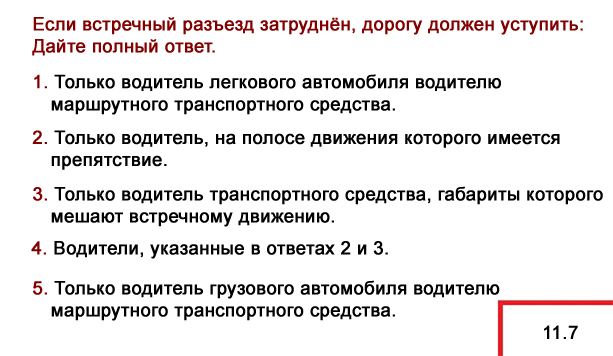 Если встречный разъезд затруднён, дорогу должен уступить:
Дайте полный ответ.
1. Только водитель легкового автомобиля водителю
маршрутного транспортного средства.
2. Только водитель, на полосе движения которого имеется
препятствие.
3. Только водитель транспортного средства, габариты которого
мешают встречному движению.
4. Водители, указанные в ответах 2 и 3.
5. Только водитель грузового автомобиля водителю
маршрутного транспортного средства.
11.7